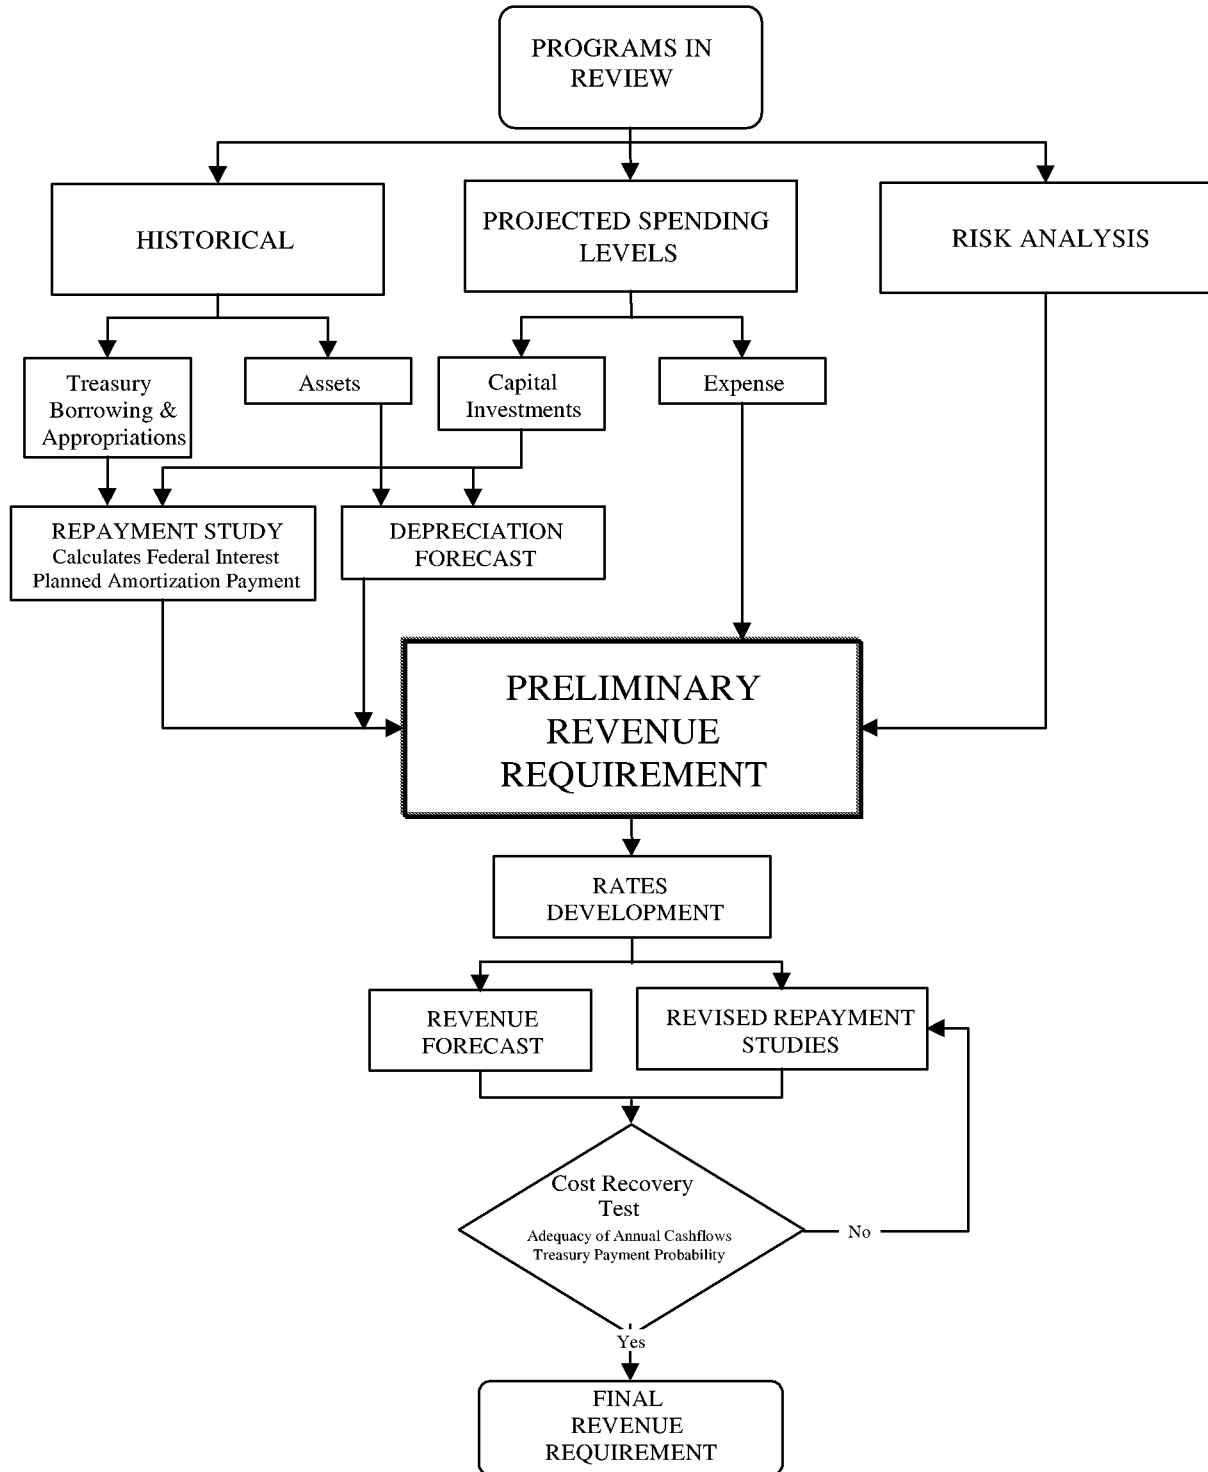 PROGRAMS IN
REVIEW
HISTORICAL
PROJECTED SPENDING
LEVELS
RISK ANALYSIS
Treasury
Borrowing &
Appropriations
Assets
Capital
Investments
Expense
REPAYMENT STUDY
Calculates Federal Interest
Planned Amortization Payment
DEPRECIATION
FORECAST
PRELIMINARY
REVENUE
REQUIREMENT
RATES
DEVELOPMENT
REVENUE
FORECAST
REVISED REPAYMENT
STUDIES
Cost Recovery
Test
Adequacy of Annual Cashflows
Treasury Payment Probability
No
Yes
FINAL
REVENUE
REQUIREMENT